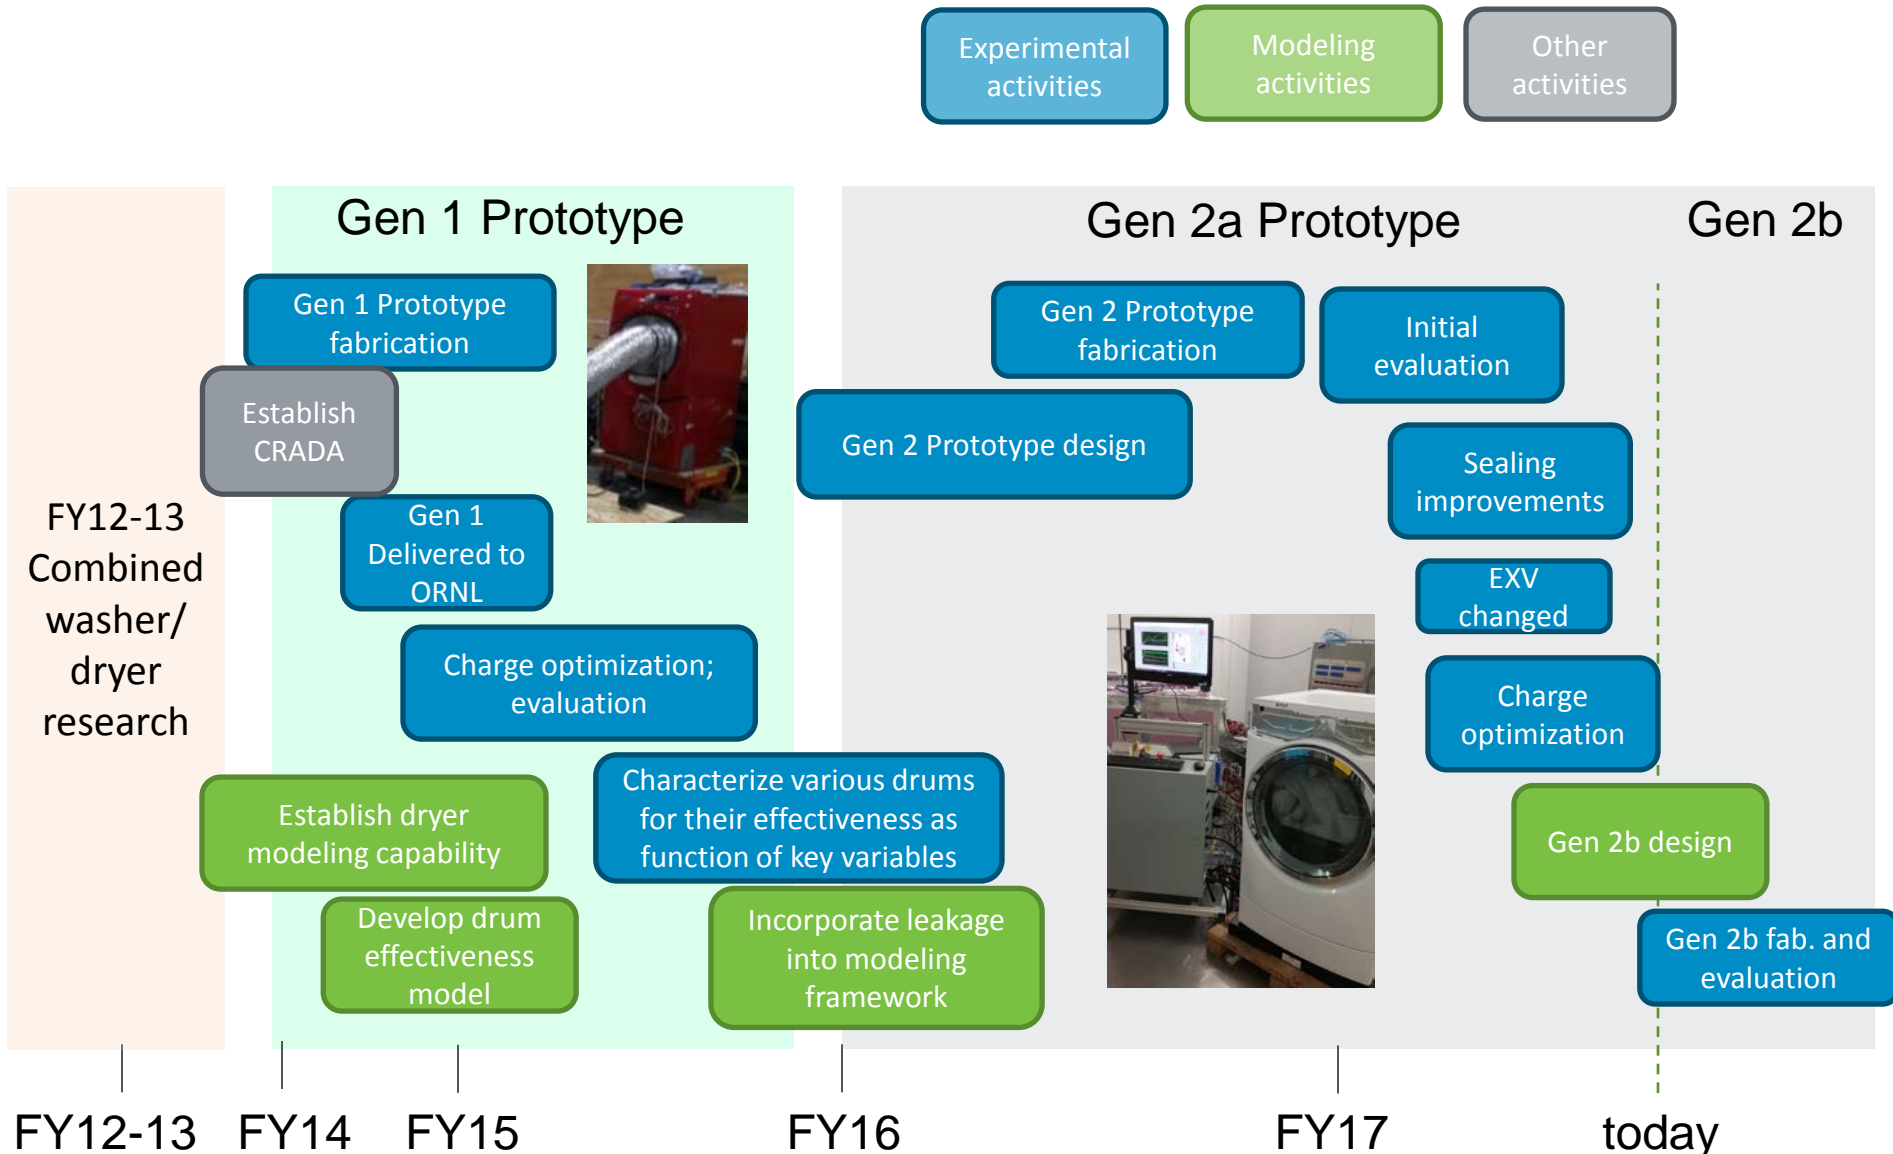 Experimental
activities
Modeling
activities
Other
activities
Gen 1 Prototype
Gen 2a Prototype
Gen 2b
Gen 1 Prototype
fabrication
Establish
CRADA
Gen 1
Delivered to
ORNL
Charge optimization;
evaluation
Characterize various drums
for their effectiveness as
function of key variables
Establish dryer
modeling capability
Develop drum
effectiveness
model
Incorporate leakage
into modeling
framework
FY12-13
Combined
washer/
dryer
research
Gen 2 Prototype
fabrication
Gen 2 Prototype design
Initial
evaluation
Sealing
improvements
EXV
changed
Charge
optimization
Gen 2b design
Gen 2b fab. and
evaluation
FY12-13
FY14
FY15
FY16
FY17
today